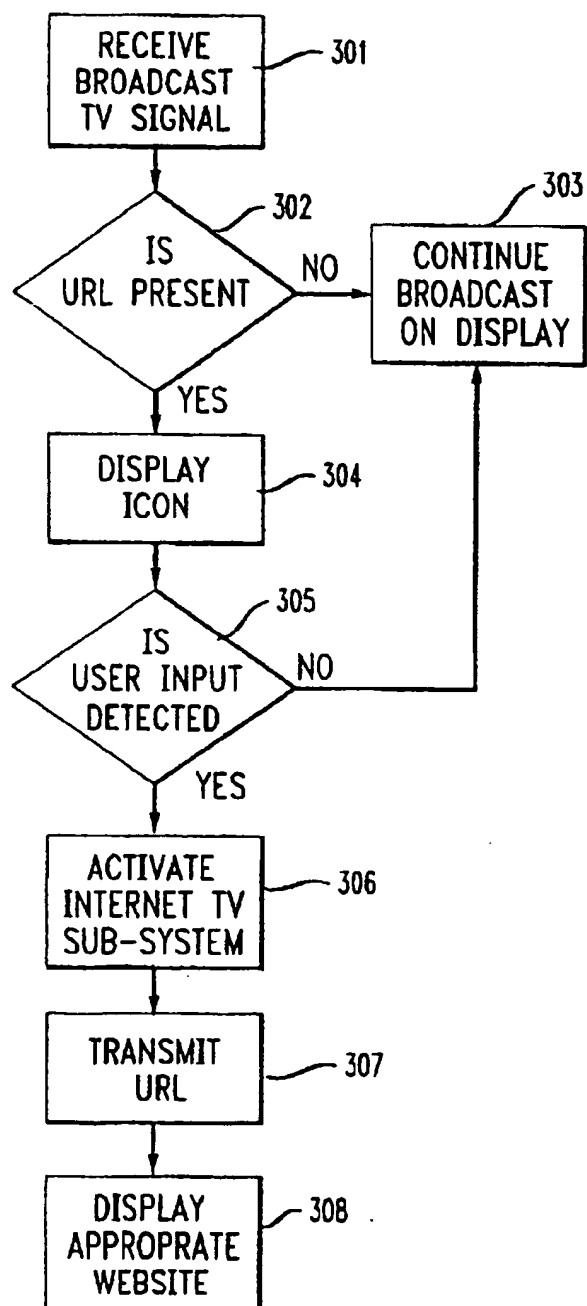 RECEIVE
BROADCAST
TV SIGNAL
301
302
IS
URL PRESENT
NO
303
CONTINUE
BROADCAST
ON DISPLAY
YES
DISPLAY
ICON
304
305
IS
USER INPUT
DETECTED
NO
YES
ACTIVATE
INTERNET TV
SUB-SYSTEM
306
TRANSMIT
URL
307
DISPLAY
APPROPRATE
WEBSITE
308